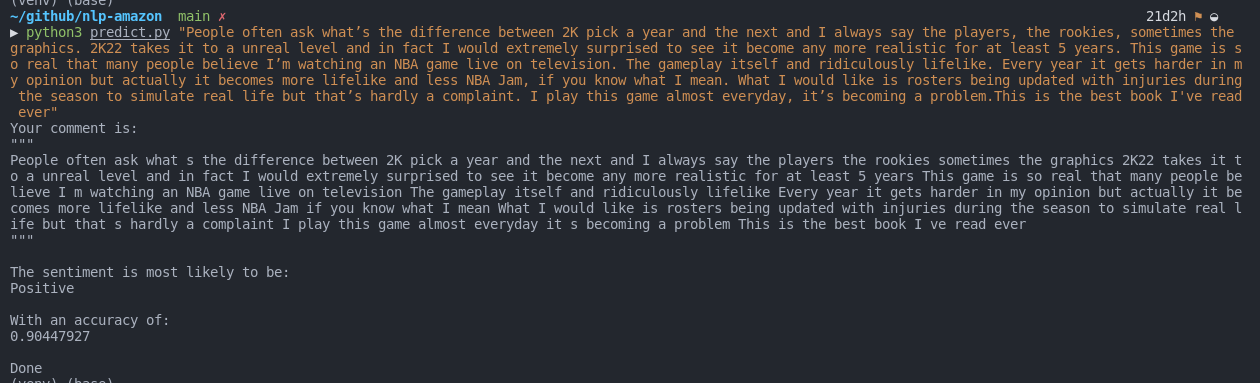 (venv) (base)
~/github/nlp-amazon  main ✗ 21d2h ⚑ ◒
▶ python3 predict.py "People often ask what’s the difference between 2K pick a year and the next and I always say the players, the rookies, sometimes the
graphics. 2K22 takes it to a unreal level and in fact I would extremely surprised to see it become any more realistic for at least 5 years. This game is s
o real that many people believe I’m watching an NBA game live on television. The gameplay itself and ridiculously lifelike. Every year it gets harder in m
y opinion but actually it becomes more lifelike and less NBA Jam, if you know what I mean. What I would like is rosters being updated with injuries during
the season to simulate real life but that’s hardly a complaint. I play this game almost everyday, it’s becoming a problem.This is the best book I've read
ever"
Your comment is:
"""
People often ask what s the difference between 2K pick a year and the next and I always say the players the rookies sometimes the graphics 2K22 takes it t
o a unreal level and in fact I would extremely surprised to see it become any more realistic for at least 5 years This game is so real that many people be
lieve I m watching an NBA game live on television The gameplay itself and ridiculously lifelike Every year it gets harder in my opinion but actually it be
comes more lifelike and less NBA Jam if you know what I mean What I would like is rosters being updated with injuries during the season to simulate real l
ife but that s hardly a complaint I play this game almost everyday it s becoming a problem This is the best book I ve read ever
"""
The sentiment is most likely to be:
Positive
With an accuracy of:
0.90447927
Done
(venv) (base)